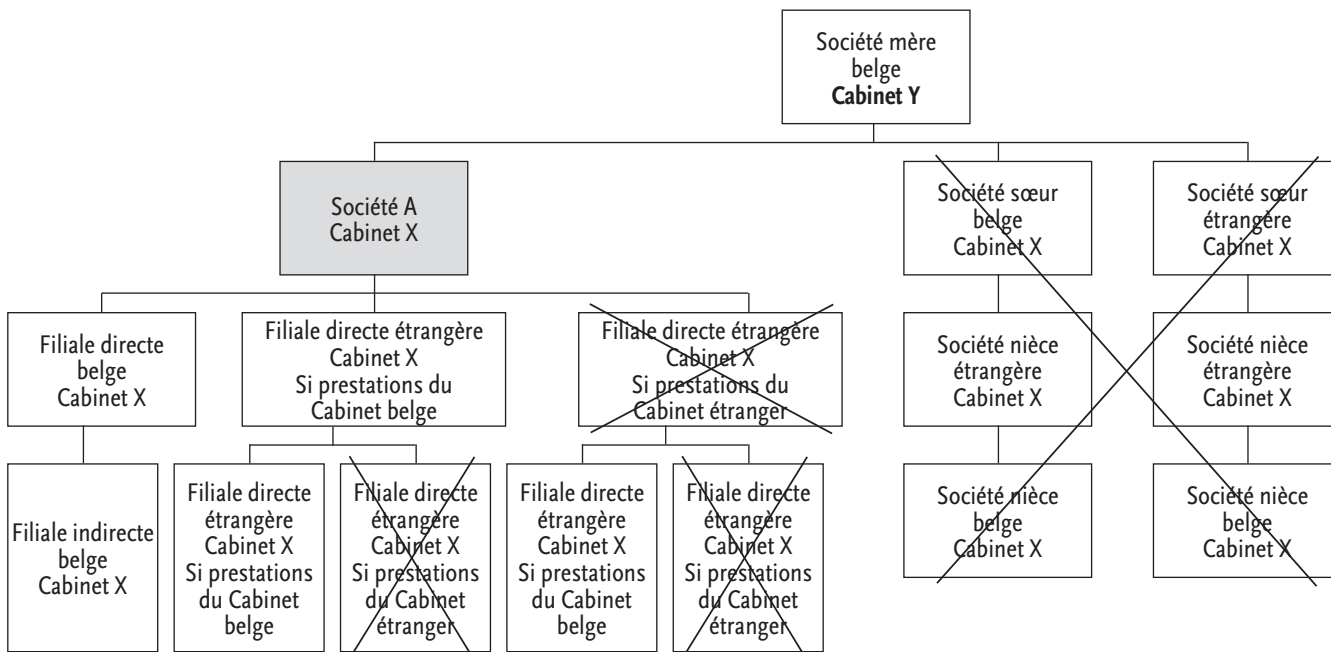 Société mère
belge
Cabinet Y
Société A
Cabinet X
Société sœur
belge
Cabinet X
Société sœur
étrangère
Cabinet X
Filiale directe
belge
Cabinet X
Filiale directe étrangère
Cabinet X
Si prestations du
Cabinet belge
Filiale directe étrangère
Cabinet X
Si prestations du
Cabinet étranger
Société nièce
étrangère
Cabinet X
Société nièce
étrangère
Cabinet X
Filiale indirecte
belge
Cabinet X
Filiale directe
étrangère
Cabinet X
Si prestations
du Cabinet
belge
Filiale directe
étrangère
Cabinet X
Si prestations
du Cabinet
étranger
Filiale directe
étrangère
Cabinet X
Si prestations
du Cabinet
belge
Filiale directe
étrangère
Cabinet X
Si prestations
du Cabinet
étranger
Société nièce
belge
Cabinet X
Société nièce
belge
Cabinet X